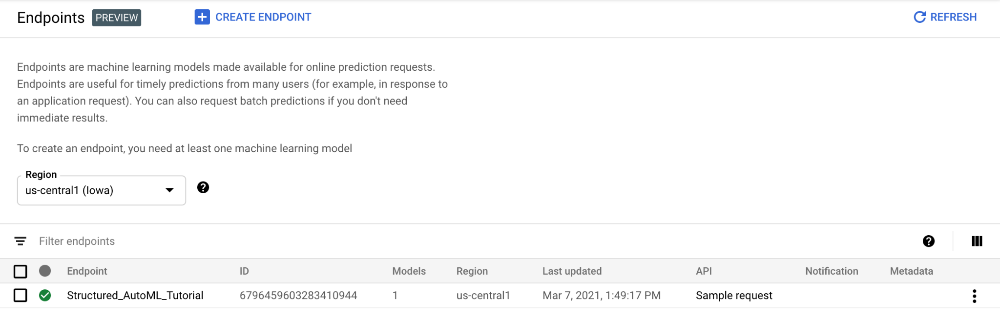 Endpoints PREVIEW CREATE ENDPOINT REFRESH
Endpoints are machine learning models made available for online prediction requests.
Endpoints are useful for timely predictions from many users (for example, in response to
an application request). You can also request batch predictions if you don't need
immediate results.
To create an endpoint, you need at least one machine learning model
Region
us-central1 (Iowa)
Filter endpoints
Endpoint ID Models Region Last updated API Notification Metadata
Structured_AutoML_Tutorial 6796459603283410944 1 us-central1 Mar 7, 2021, 1:49:17 PM Sample request